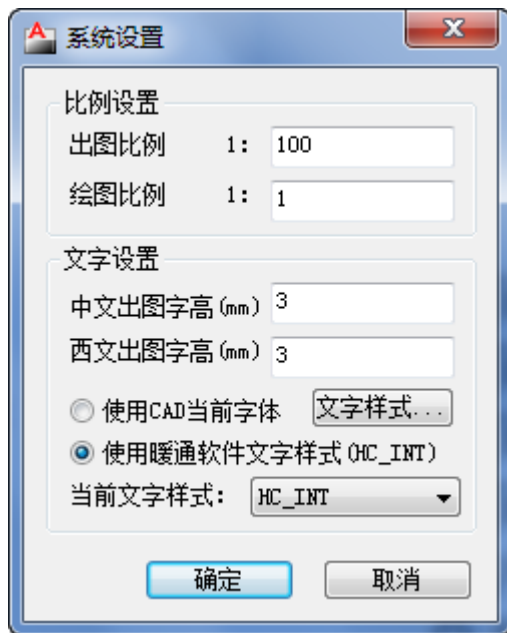 系统设置
比例设置
出图比例 1: 100
绘图比例 1: 1
文字设置
中文出图字高(mm) 3
西文出图字高(mm) 3
使用CAD当前字体 文字样式...
使用暖通软件文字样式(HC_INT)
当前文字样式: HC_INT
确定 取消